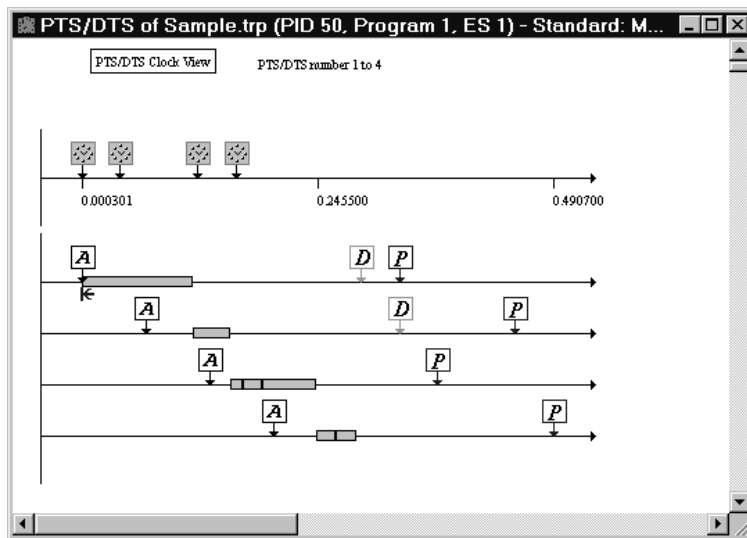 PTS/DTS of Sample.trp (PID 50, Program 1, ES 1) - Standard: M...
PTS/DTS Clock View
PTS/DTS number 1 to 4
0.000301
0.245500
0.490700
A
D
P
A
D
P
A
P
A
P